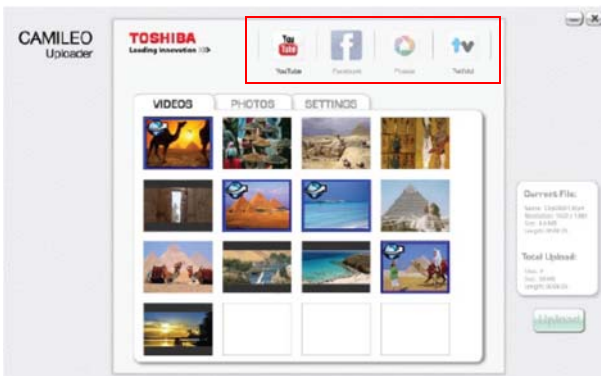 CAMILEO
Uploader
TOSHIBA
Leading Innovation >>>
You
Tube
YouTube
f
Facebook
Picasa
tv
TwitVid
VIDEOS
PHOTOS
SETTINGS
Current File:
Total Upload:
Upload